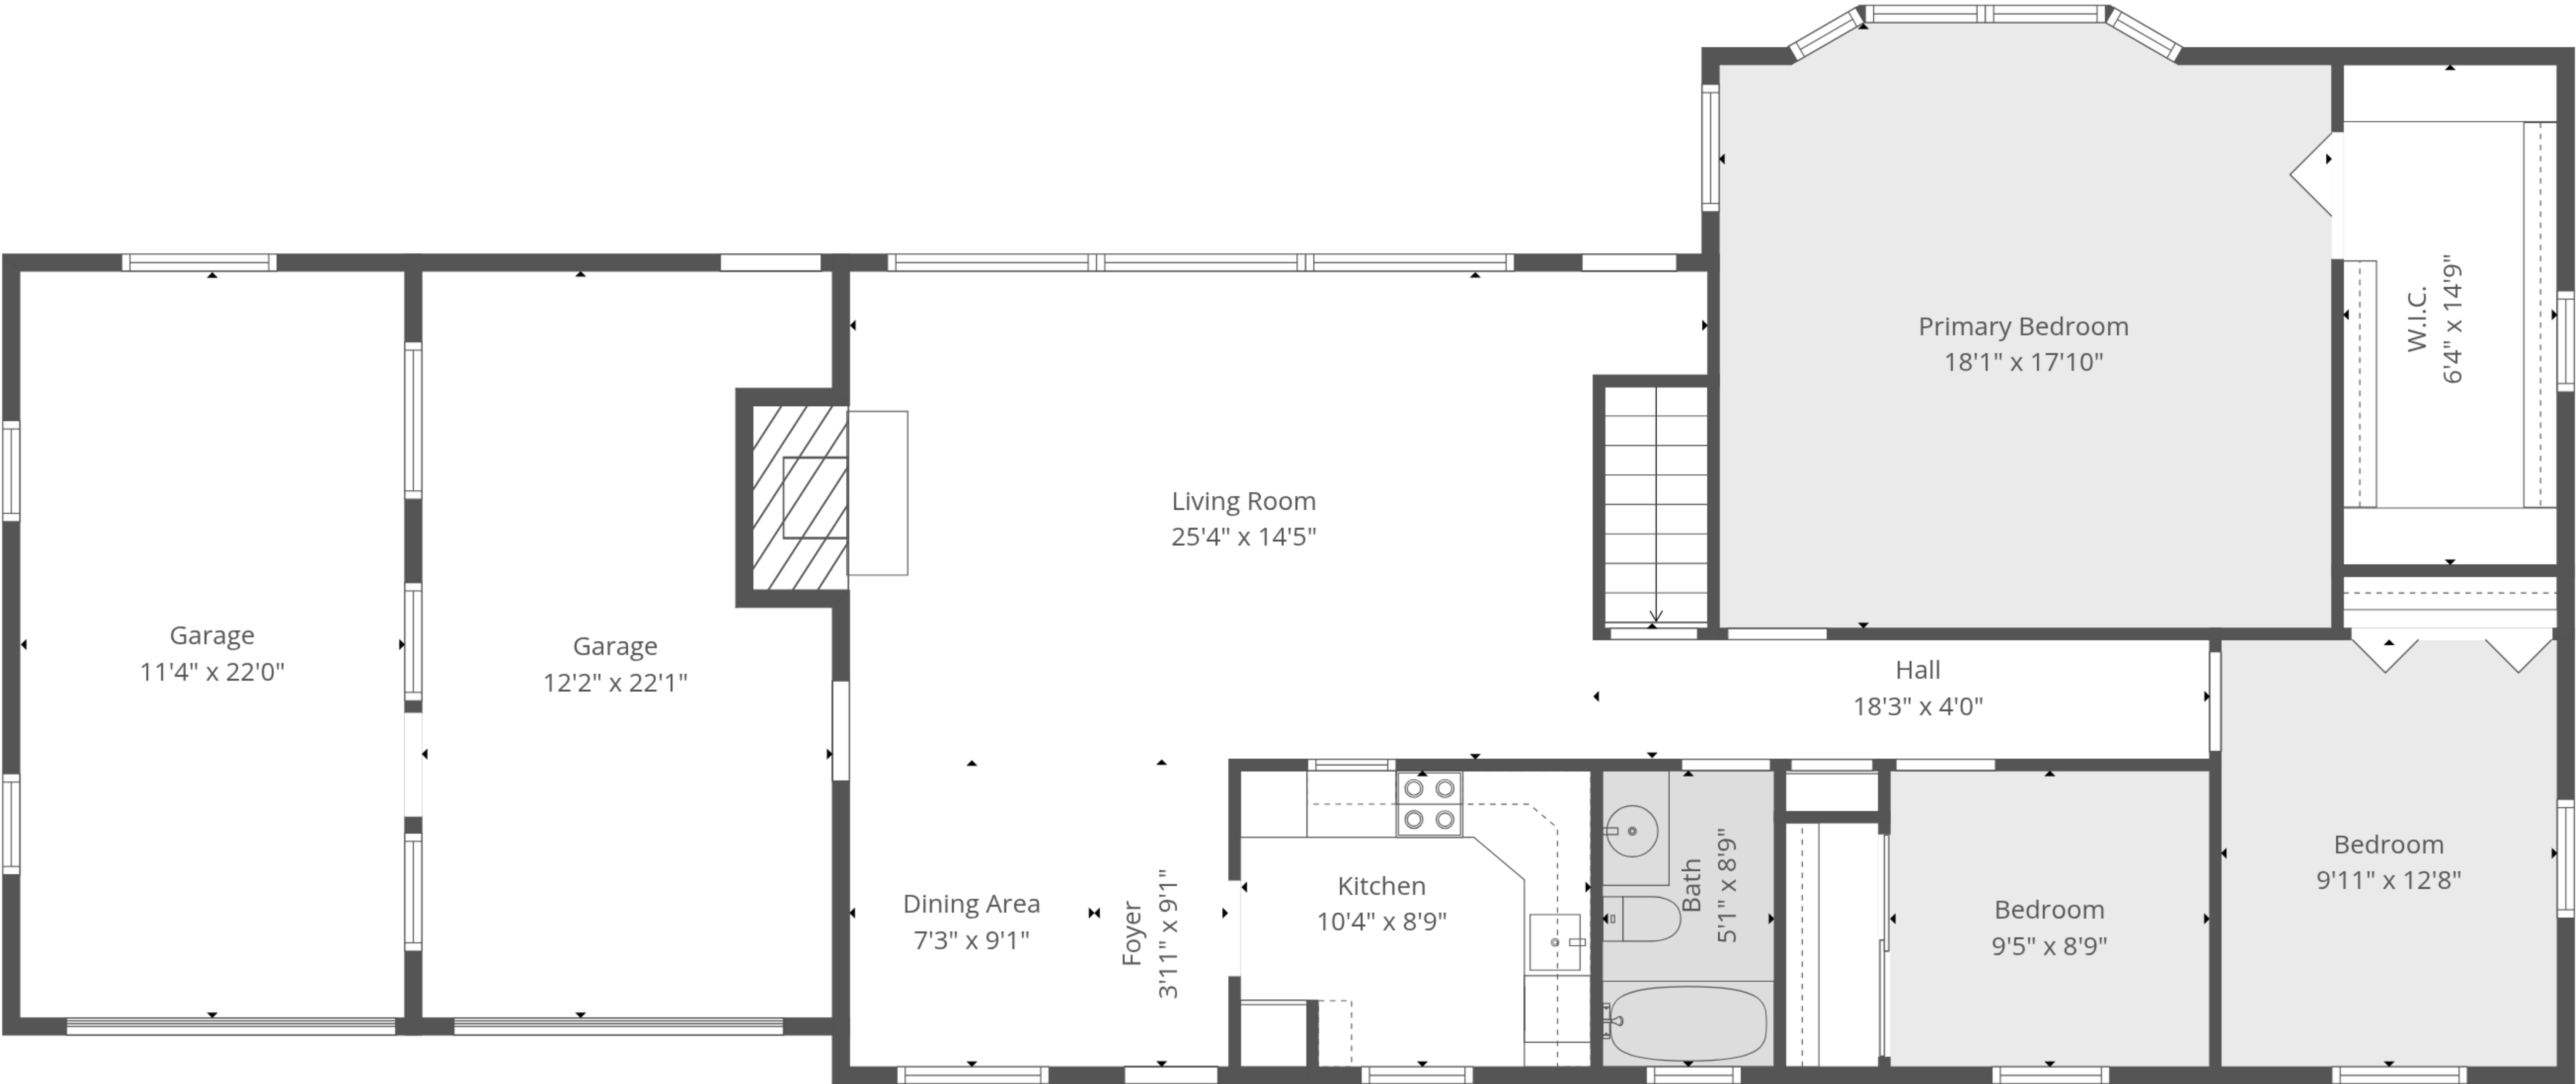 Primary Bedroom
18'1" x 17'10"
W.I.C.
6'4" x 14'9"
Living Room
25'4" x 14'5"
Garage
11'4" x 22'0"
Garage
12'2" x 22'1"
Hall
18'3" x 4'0"
Dining Area
7'3" x 9'1"
Foyer
3'11" x 9'1"
Kitchen
10'4" x 8'9"
Bath
5'1" x 8'9"
Bedroom
9'5" x 8'9"
Bedroom
9'11" x 12'8"